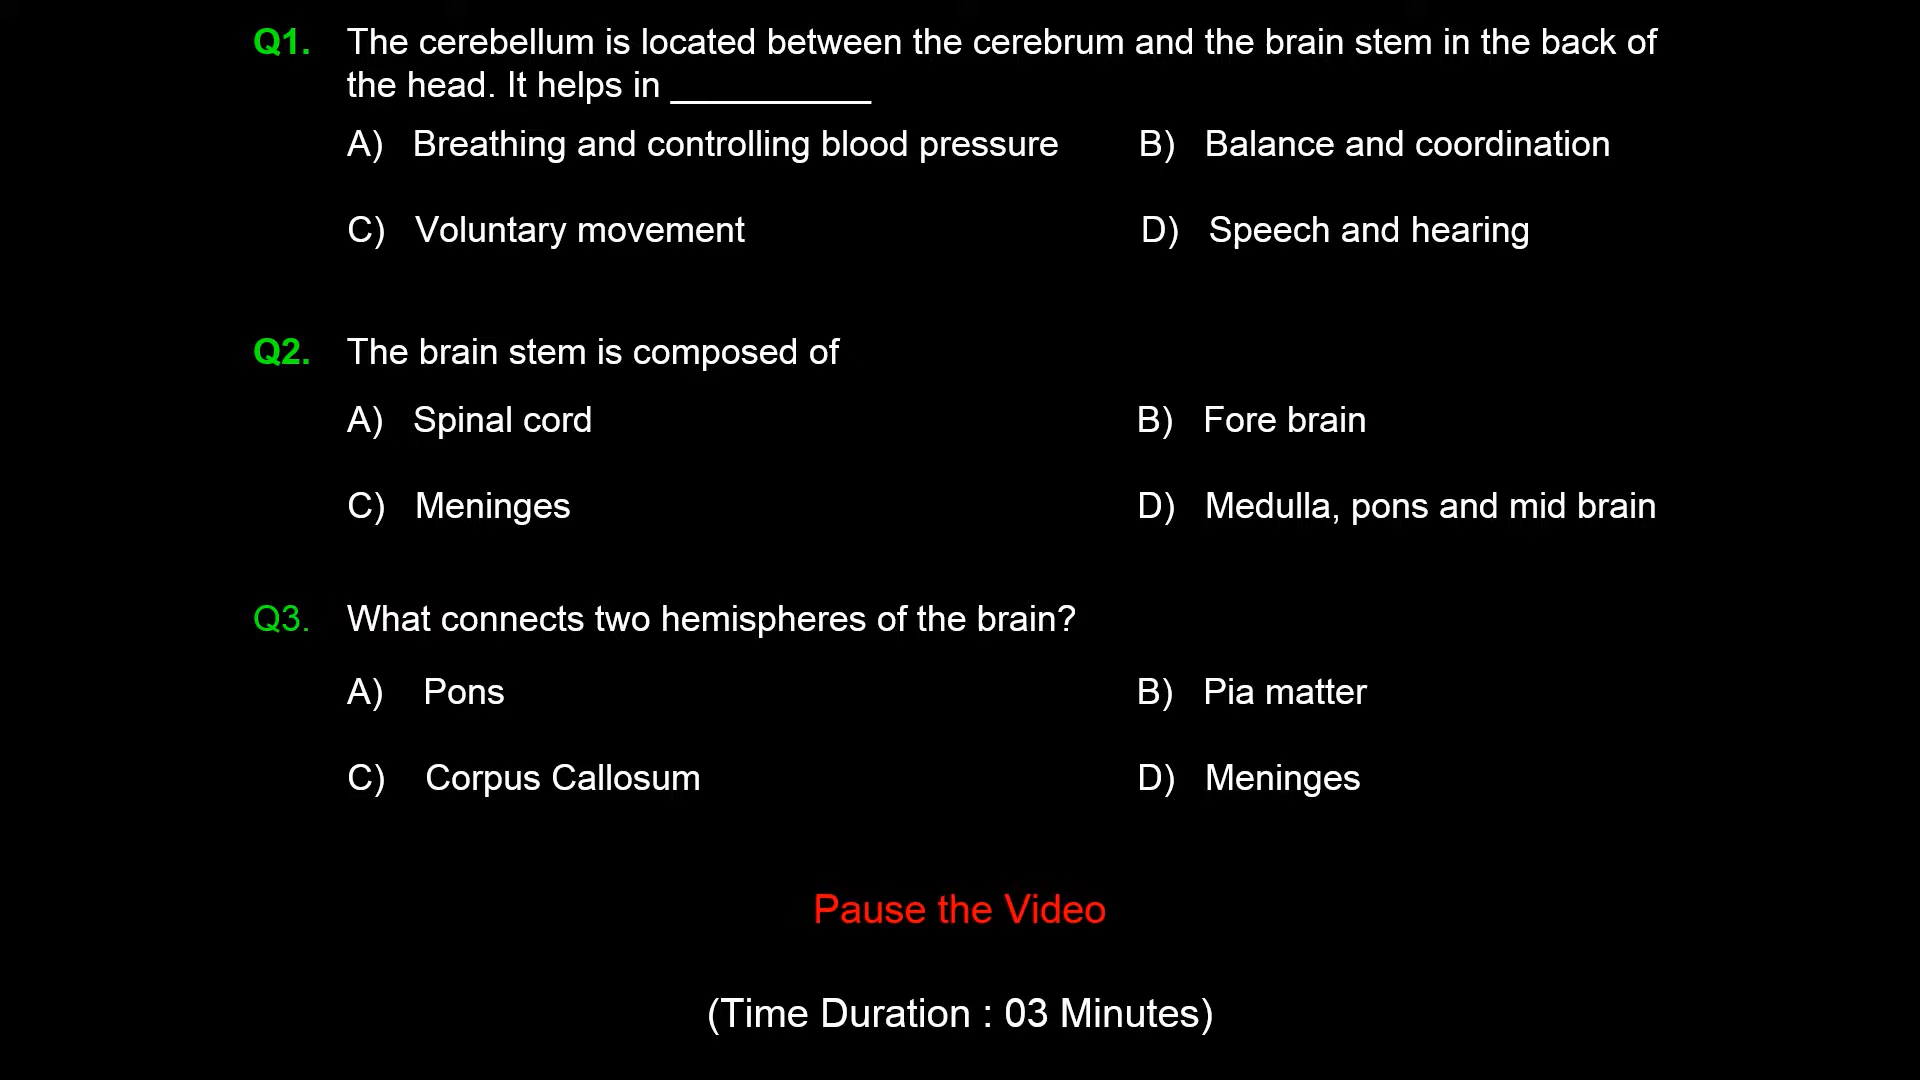 Q1. The cerebellum is located between the cerebrum and the brain stem in the back of
the head. It helps in __________
A) Breathing and controlling blood pressure B) Balance and coordination
C) Voluntary movement D) Speech and hearing
Q2. The brain stem is composed of
A) Spinal cord B) Fore brain
C) Meninges D) Medulla, pons and mid brain
Q3. What connects two hemispheres of the brain?
A) Pons B) Pia matter
C) Corpus Callosum D) Meninges
Pause the Video
(Time Duration : 03 Minutes)